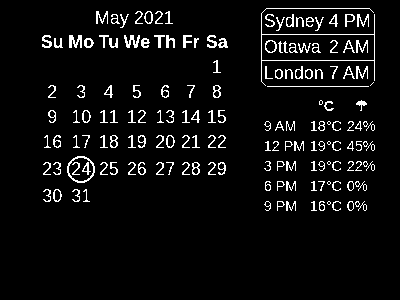 May 2021
Su Mo Tu We Th Fr Sa
1
2 3 4 5 6 7 8
9 10 11 12 13 14 15
16 17 18 19 20 21 22
23 24 25 26 27 28 29
30 31
Sydney 4 PM
Ottawa 2 AM
London 7 AM
°C ☂
9 AM 18°C 24%
12 PM 19°C 45%
3 PM 19°C 22%
6 PM 17°C 0%
9 PM 16°C 0%